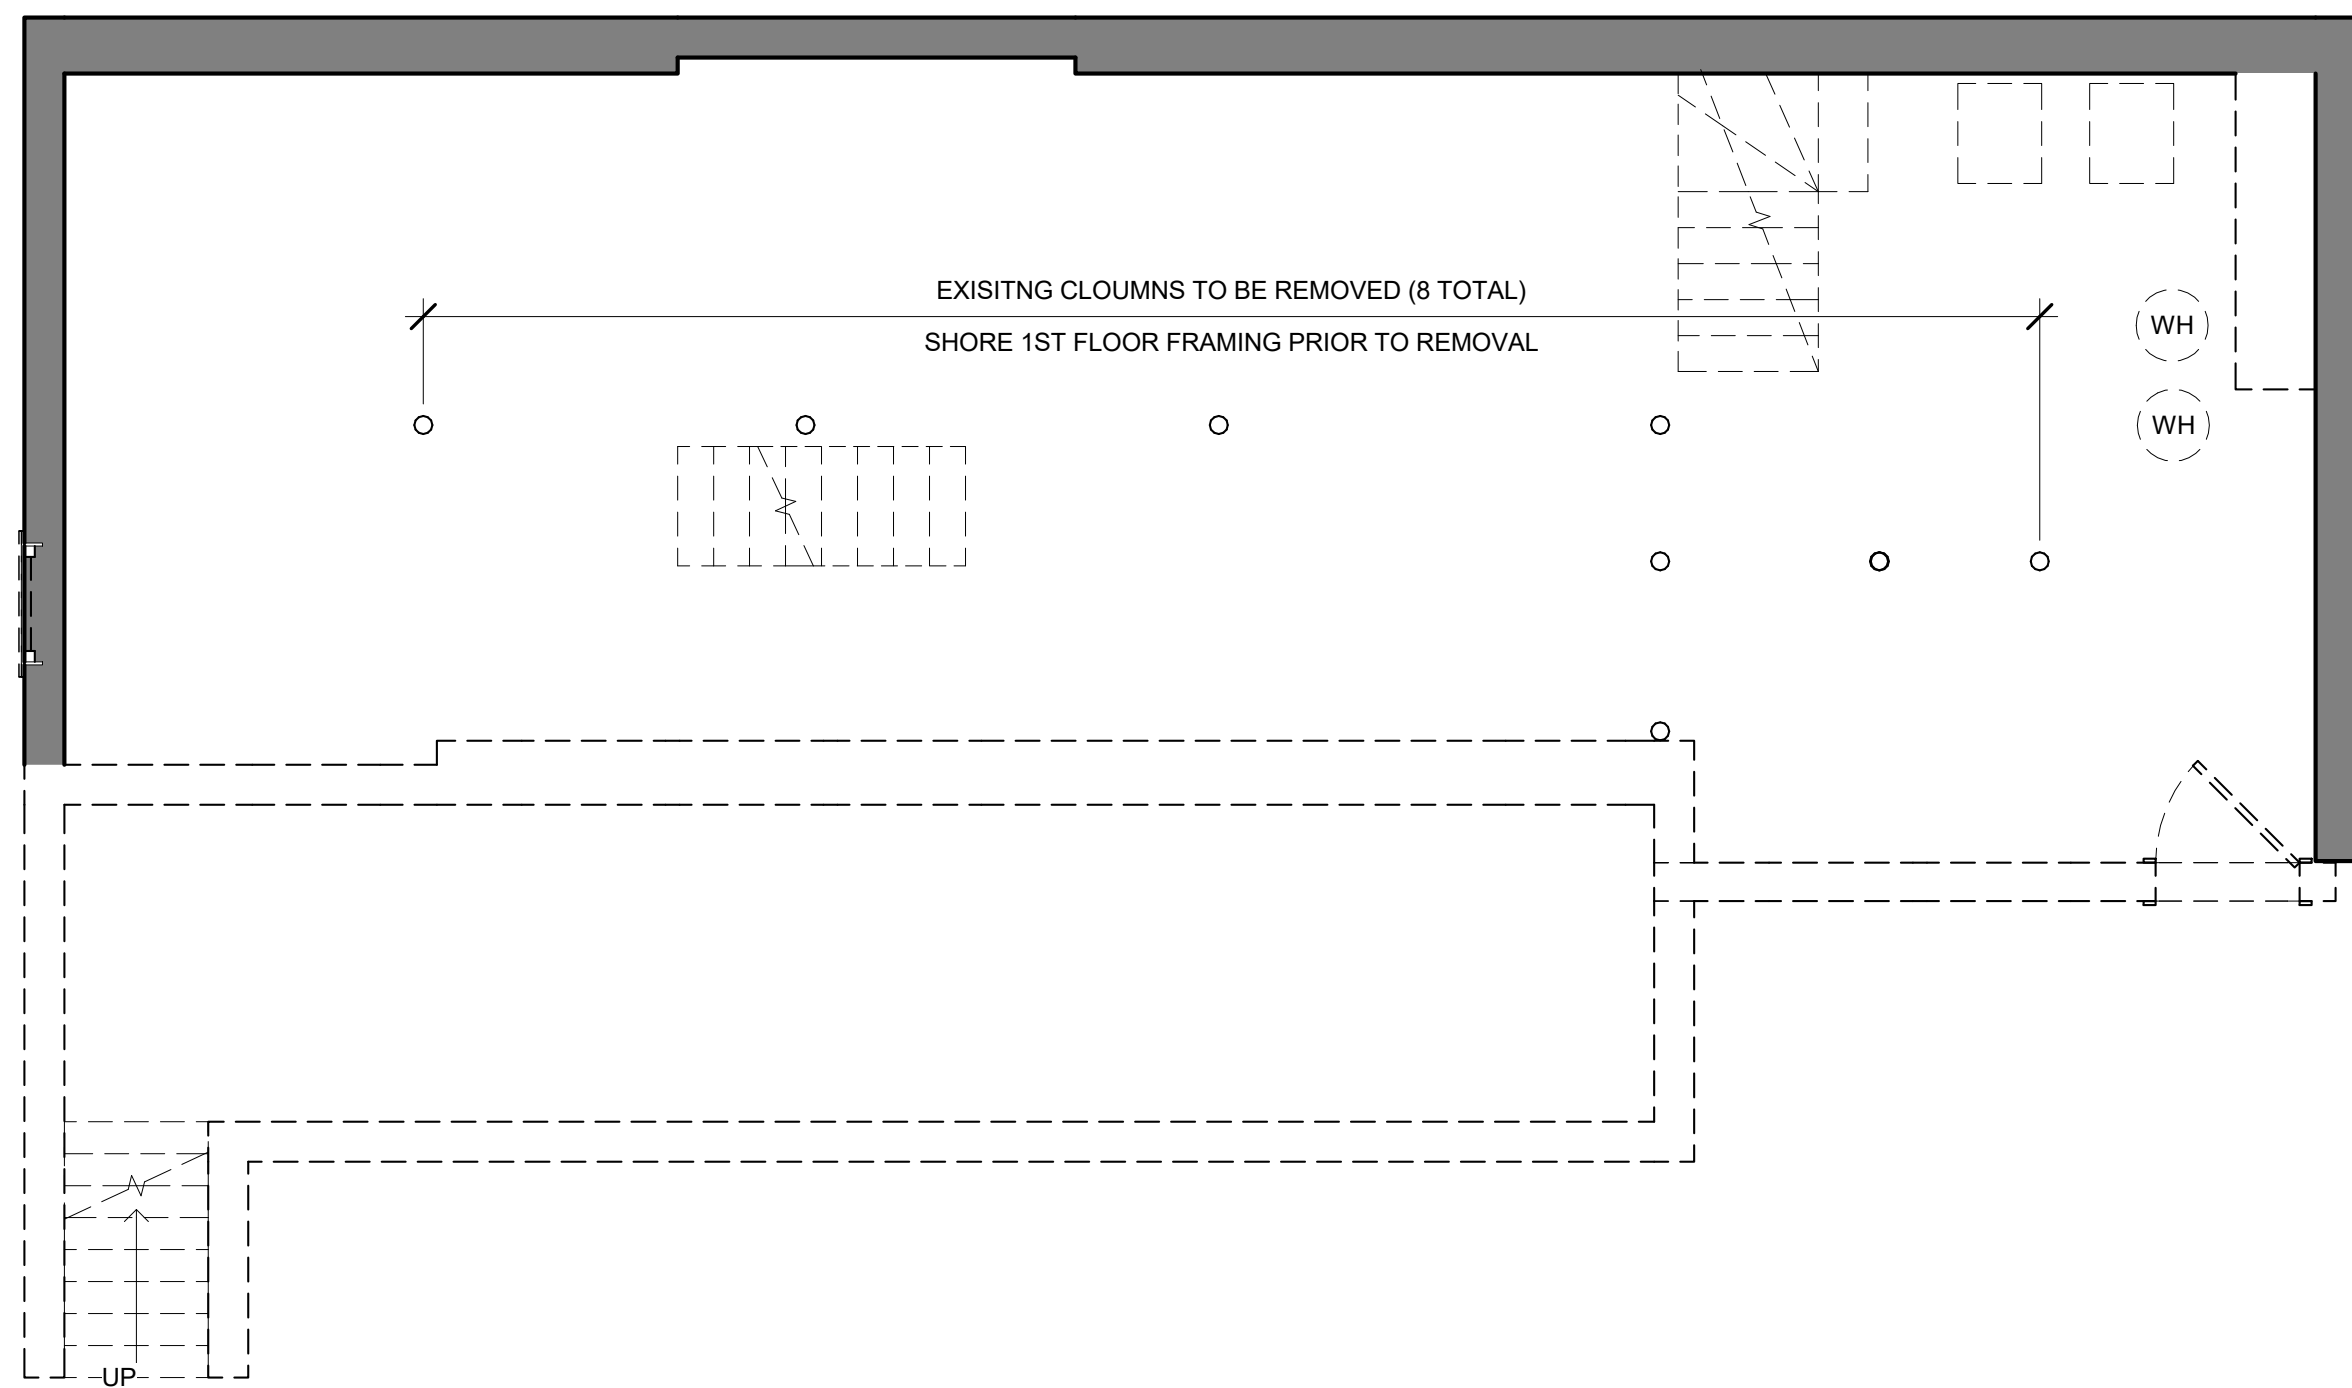 EXISITNG CLOUMNS TO BE REMOVED (8 TOTAL)
SHORE 1ST FLOOR FRAMING PRIOR TO REMOVAL
WH
WH
UP